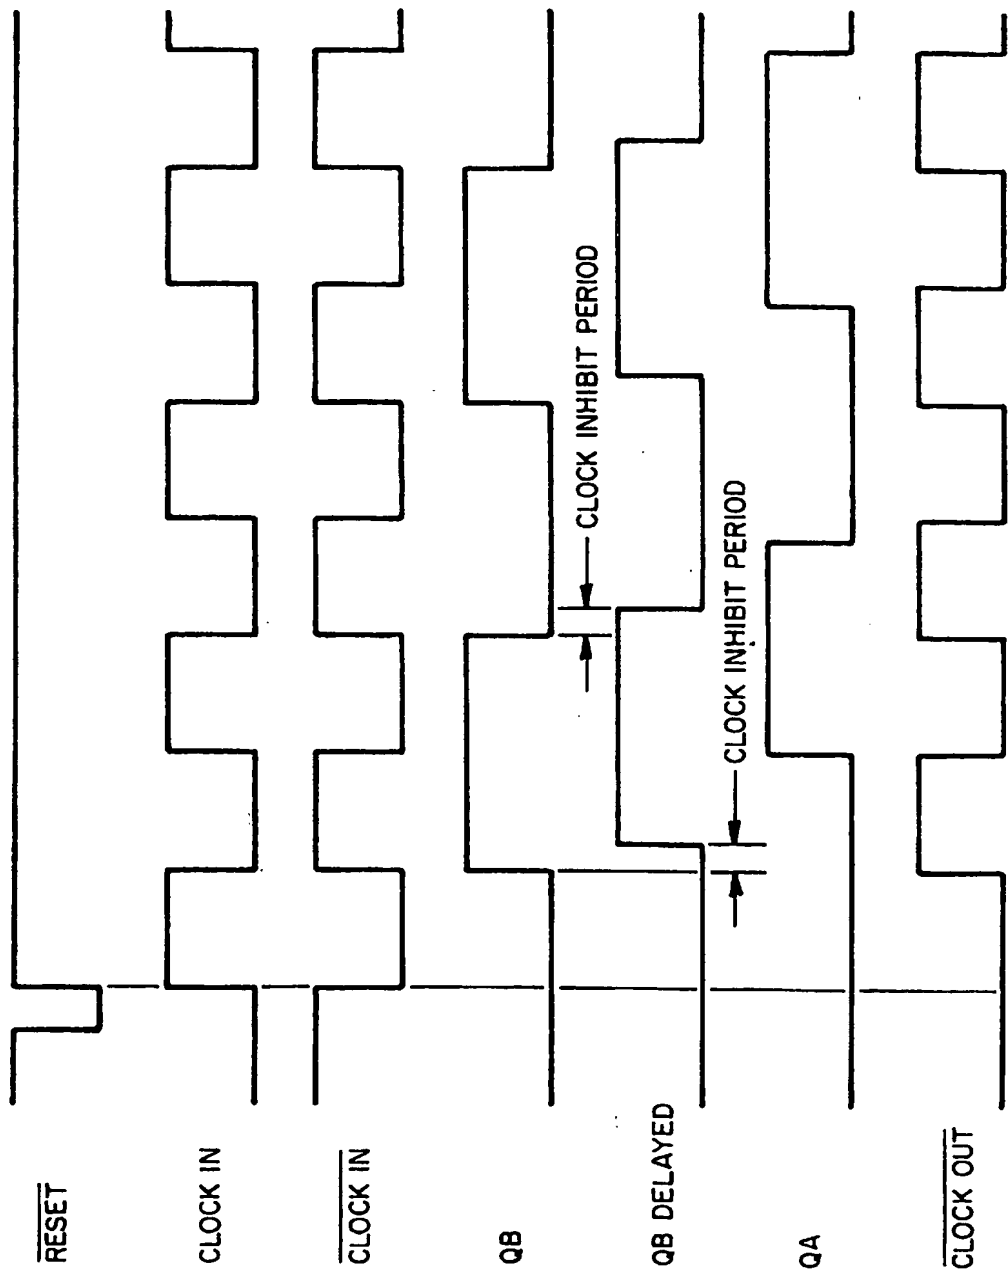 RESET
CLOCK IN
CLOCK IN
QB
CLOCK INHIBIT PERIOD
QB DELAYED
CLOCK INHIBIT PERIOD
QA
CLOCK OUT